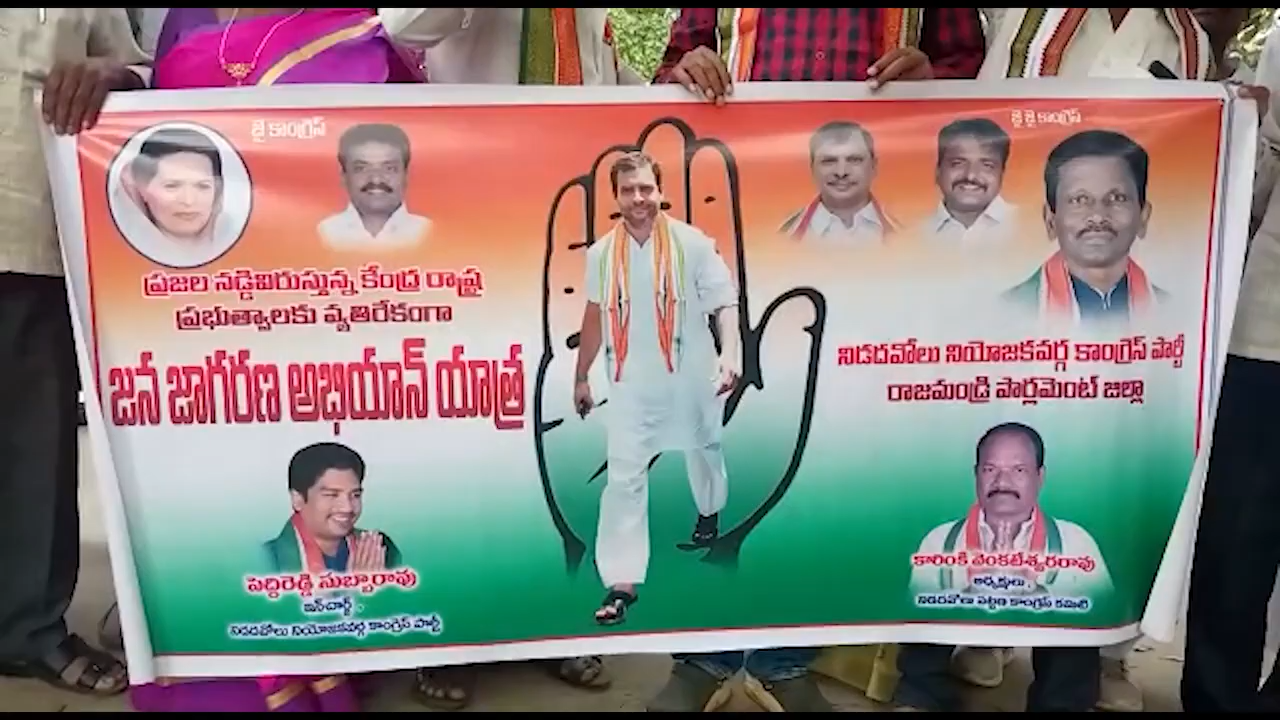 జై కాంగ్రెస్
జై జై కాంగ్రెస్
ప్రజల నడ్డివిరుస్తున్న కేంద్ర రాష్ట్ర
ప్రభుత్వాలకు వ్యతిరేకంగా
జన జాగరణ అభియాన్ యాత్ర
నిడదవోలు నియోజకవర్గ కాంగ్రెస్ పార్టీ
రాజమండ్రి పార్లమెంట్ జిల్లా
పెద్దిరెడ్డి సుబ్బారావు
ఇన్‌చార్జ్ -
నిడదవోలు నియోజకవర్గ కాంగ్రెస్ పార్టీ
కారింకి వెంకటేశ్వరరావు
అధ్యక్షులు ,
నిడదవోలు పట్టణ కాంగ్రెస్ కమిటి